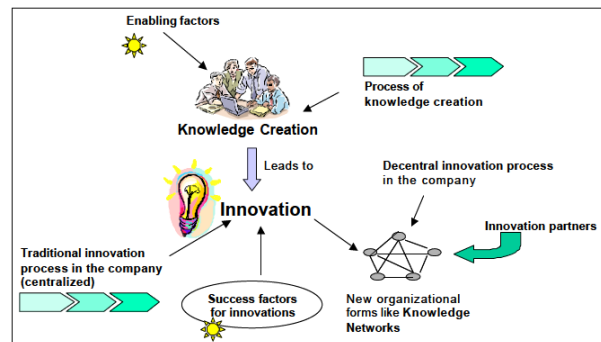 Enabling factors
Process of
knowledge creation
Knowledge Creation
Leads to
Decentral innovation process
in the company
Innovation
Innovation partners
Traditional innovation
process in the company
(centralized)
Success factors
for innovations
New organizational
forms like Knowledge
Networks